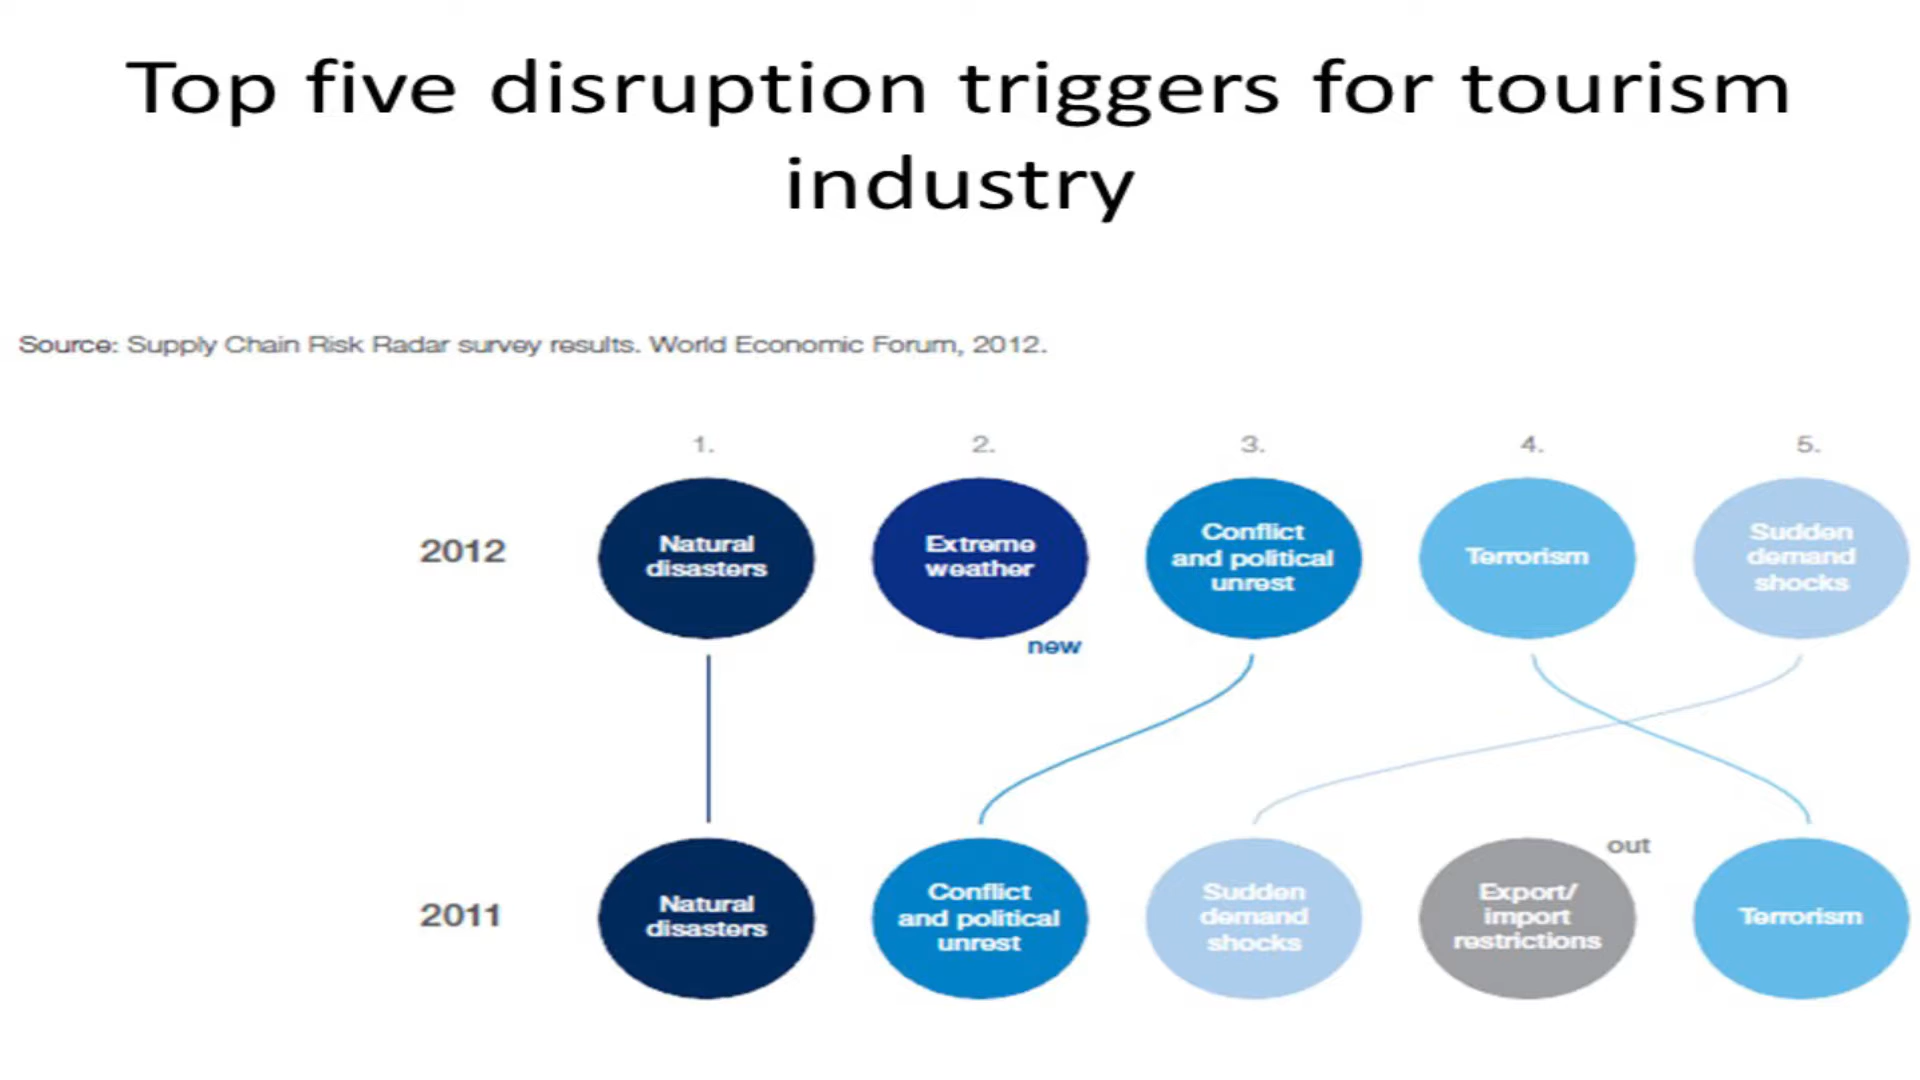 Top five disruption triggers for tourism
industry
Source: Supply Chain Risk Radar survey results. World Economic Forum, 2012.
1. 2. 3. 4. 5.
2012
Natural
disasters
Extreme
weather
new
Conflict
and political
unrest
Terrorism
Sudden
demand
shocks
2011
Natural
disasters
Conflict
and political
unrest
Sudden
demand
shocks
out
Export/
import
restrictions
Terrorism